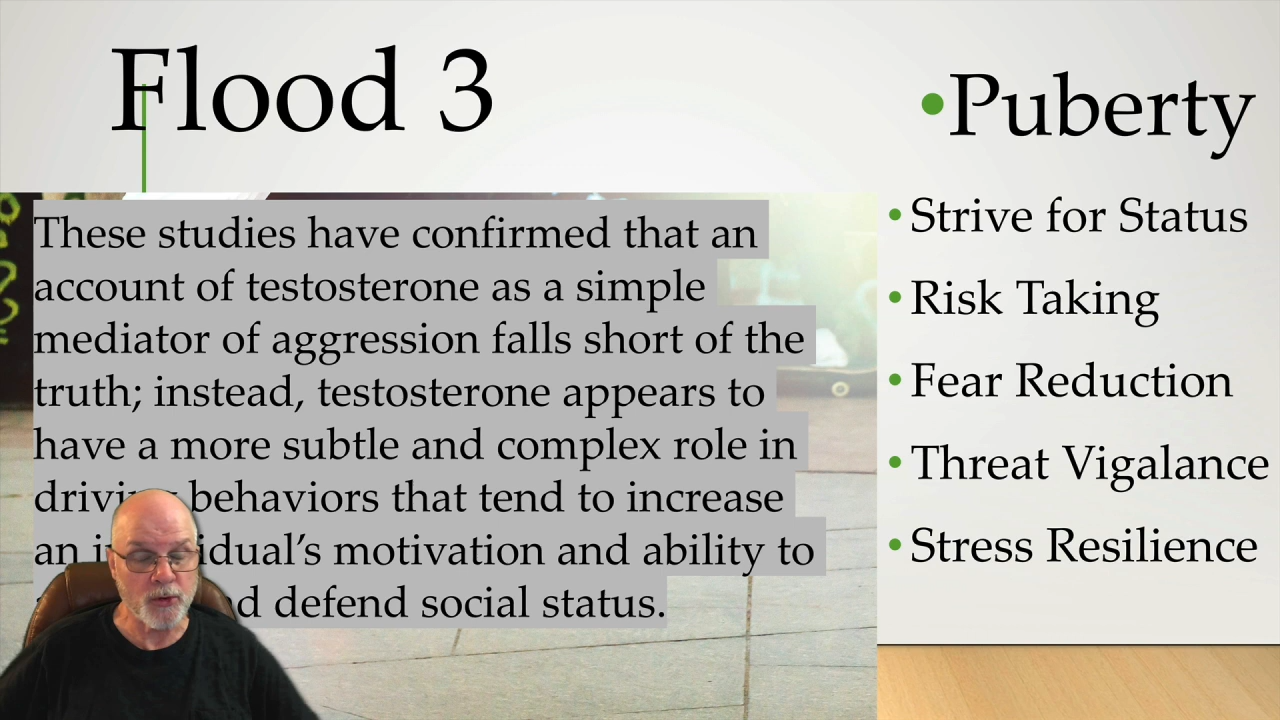 Flood 3
These studies have confirmed that an
account of testosterone as a simple
mediator of aggression falls short of the
truth; instead, testosterone appears to
have a more subtle and complex role in
behaviors that tend to increase
an individual's motivation and ability to
defend social status.
•Puberty
• Strive for Status
• Risk Taking
• Fear Reduction
• Threat Vigalance
• Stress Resilience